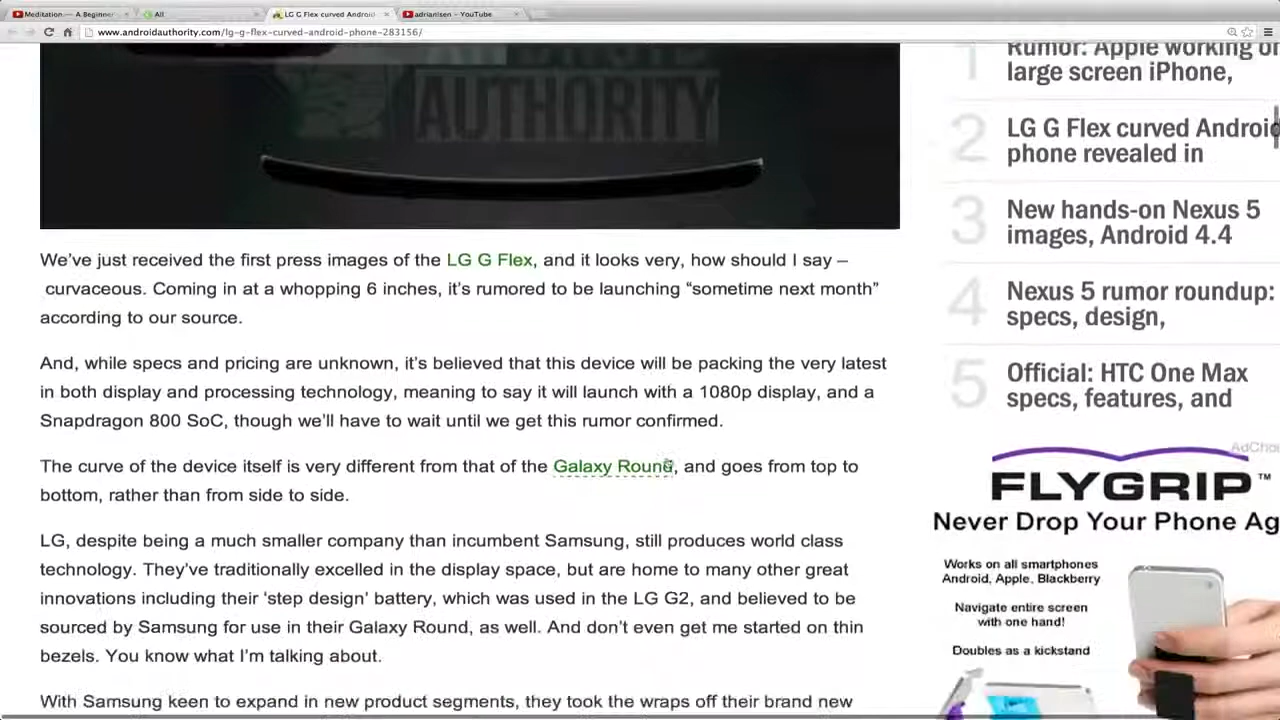 Meditation — A Beginner
All
LG G Flex curved Android
adrianisen – YouTube
www.androidauthority.com/lg-g-flex-curved-android-phone-283156/
AUTHORITY
We've just received the first press images of the LG G Flex, and it looks very, how should I say –
curvaceous. Coming in at a whopping 6 inches, it's rumored to be launching “sometime next month”
according to our source.
And, while specs and pricing are unknown, it's believed that this device will be packing the very latest
in both display and processing technology, meaning to say it will launch with a 1080p display, and a
Snapdragon 800 SoC, though we'll have to wait until we get this rumor confirmed.
The curve of the device itself is very different from that of the Galaxy Round, and goes from top to
bottom, rather than from side to side.
LG, despite being a much smaller company than incumbent Samsung, still produces world class
technology. They've traditionally excelled in the display space, but are home to many other great
innovations including their ‘step design’ battery, which was used in the LG G2, and believed to be
sourced by Samsung for use in their Galaxy Round, as well. And don't even get me started on thin
bezels. You know what I'm talking about.
With Samsung keen to expand in new product segments, they took the wraps off their brand new
1 Rumor: Apple working on
large screen iPhone,
2 LG G Flex curved Android
phone revealed in
3 New hands-on Nexus 5
images, Android 4.4
4 Nexus 5 rumor roundup:
specs, design,
5 Official: HTC One Max
specs, features, and
AdChoi
FLYGRIP™
Never Drop Your Phone Ag
Works on all smartphones
Android, Apple, Blackberry
Navigate entire screen
with one hand!
Doubles as a kickstand